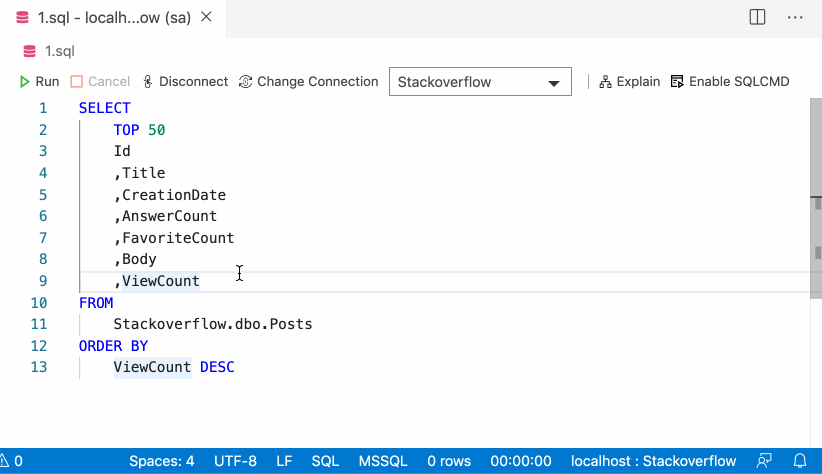 1.sql - localh...ow (sa)
1.sql
Run Cancel Disconnect Change Connection Stackoverflow Explain Enable SQLCMD
1 SELECT
2 TOP 50
3 Id
4 ,Title
5 ,CreationDate
6 ,AnswerCount
7 ,FavoriteCount
8 ,Body
9 ,ViewCount
10 FROM
11 Stackoverflow.dbo.Posts
12 ORDER BY
13 ViewCount DESC
0 Spaces: 4 UTF-8 LF SQL MSSQL 0 rows 00:00:00 localhost : Stackoverflow